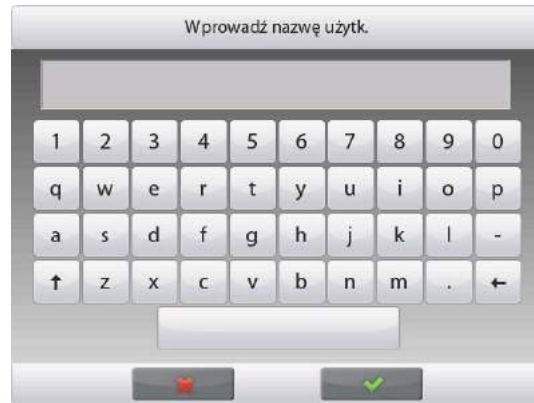 Wprowadź nazwę użytk.
1 2 3 4 5 6 7 8 9 0
q w e r t y u i o p
a s d f g h j k l -
↑ z x c v b n m . ←